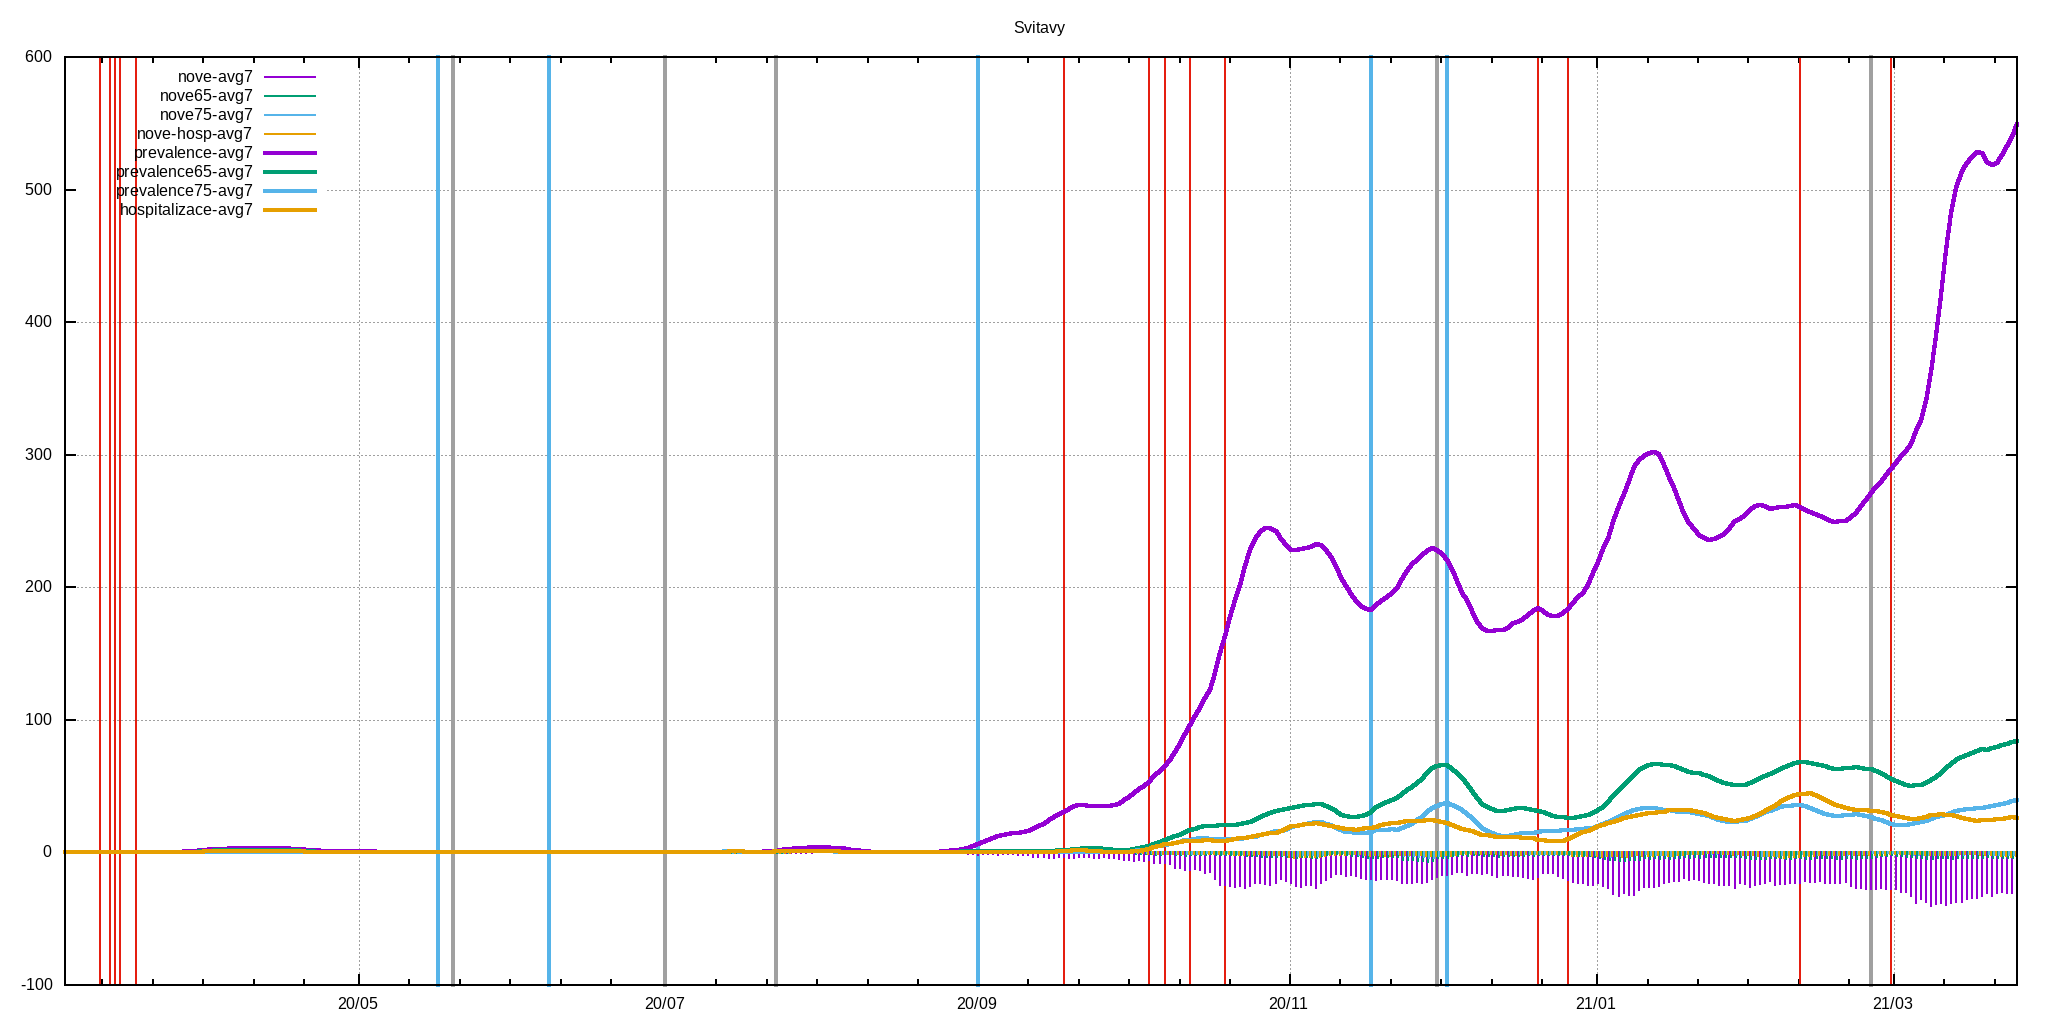 Svitavy
600
500
400
300
200
100
0
-100
nove-avg7
nove65-avg7
nove75-avg7
nove-hosp-avg7
prevalence-avg7
prevalence65-avg7
prevalence75-avg7
hospitalizace-avg7
20/05 20/07 20/09 20/11 21/01 21/03